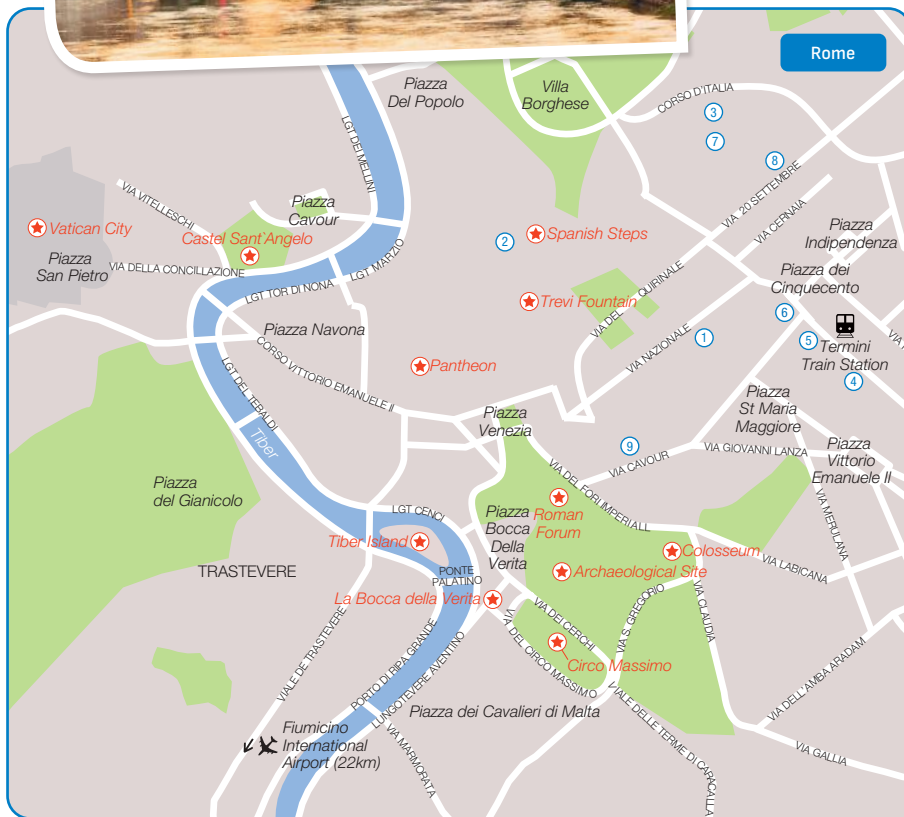 Rome
Piazza
Del Popolo
Villa
Borghese
CORSO D'ITALIA
3
7
8
LGT DEI MELLINI
VIA VITELLESCHI
Piazza
Cavour
VIA 20 SETTEMBRE
VIA CERNAIA
Vatican City
Castel Sant`Angelo
2
Spanish Steps
Piazza
Indipendenza
Piazza
San Pietro
VIA DELLA CONCILLAZIONE
LGT MARZIO
LGT TOR DI NONA
Piazza dei
Cinquecento
VIA DEL QUIRINALE
Trevi Fountain
6
Piazza Navona
VIA NAZIONALE
1
5
Termini
Train Station
4
CORSO VITTORIO EMANUELE II
Pantheon
LGT DEL TEBALDI
Piazza
St Maria
Maggiore
Piazza
Venezia
Tiber
9
VIA CAVOUR
VIA GIOVANNI LANZA
Piazza
Vittorio
Emanuele II
VIA DEL FORI IMPERIALL
Piazza
del Gianicolo
VIA MERULANA
LGT CENCI
Piazza
Bocca
Della
Verita
Roman
Forum
Tiber Island
Colosseum
VIA LABICANA
TRASTEVERE
PONTE
PALATINO
Archaeological Site
La Bocca della Verita
VIA DEI CERCHI
VIA S. GREGORIO
VIA CLAUDIA
VIALE DE TRASTEVERE
PORTO DI RIPA GRANDE
LUNGOTEVERE AVENTINO
VIA DEL CIRCO MASSIMO
Circo Massimo
VIA DELL'AMBA ARADAM
Piazza dei Cavalieri di Malta
VIALE DELLE TERME DI CARACALLA
Fiumicino
International
Airport (22km)
VIA MARMORATA
VIA GALLIA